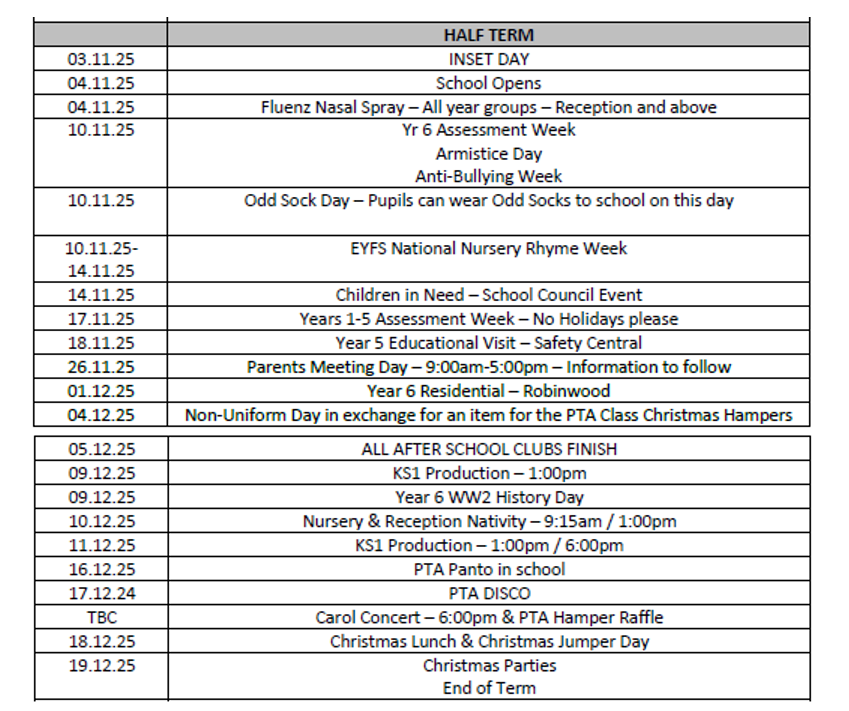 HALF TERM
03.11.25 INSET DAY
04.11.25 School Opens
04.11.25 Fluenz Nasal Spray – All year groups – Reception and above
10.11.25 Yr 6 Assessment Week
Armistice Day
Anti-Bullying Week
10.11.25 Odd Sock Day – Pupils can wear Odd Socks to school on this day
10.11.25- EYFS National Nursery Rhyme Week
14.11.25
14.11.25 Children in Need – School Council Event
17.11.25 Years 1-5 Assessment Week – No Holidays please
18.11.25 Year 5 Educational Visit – Safety Central
26.11.25 Parents Meeting Day – 9:00am-5:00pm – Information to follow
01.12.25 Year 6 Residential – Robinwood
04.12.25 Non-Uniform Day in exchange for an item for the PTA Class Christmas Hampers
05.12.25 ALL AFTER SCHOOL CLUBS FINISH
09.12.25 KS1 Production – 1:00pm
09.12.25 Year 6 WW2 History Day
10.12.25 Nursery & Reception Nativity – 9:15am / 1:00pm
11.12.25 KS1 Production – 1:00pm / 6:00pm
16.12.25 PTA Panto in school
17.12.24 PTA DISCO
TBC Carol Concert – 6:00pm & PTA Hamper Raffle
18.12.25 Christmas Lunch & Christmas Jumper Day
19.12.25 Christmas Parties
End of Term